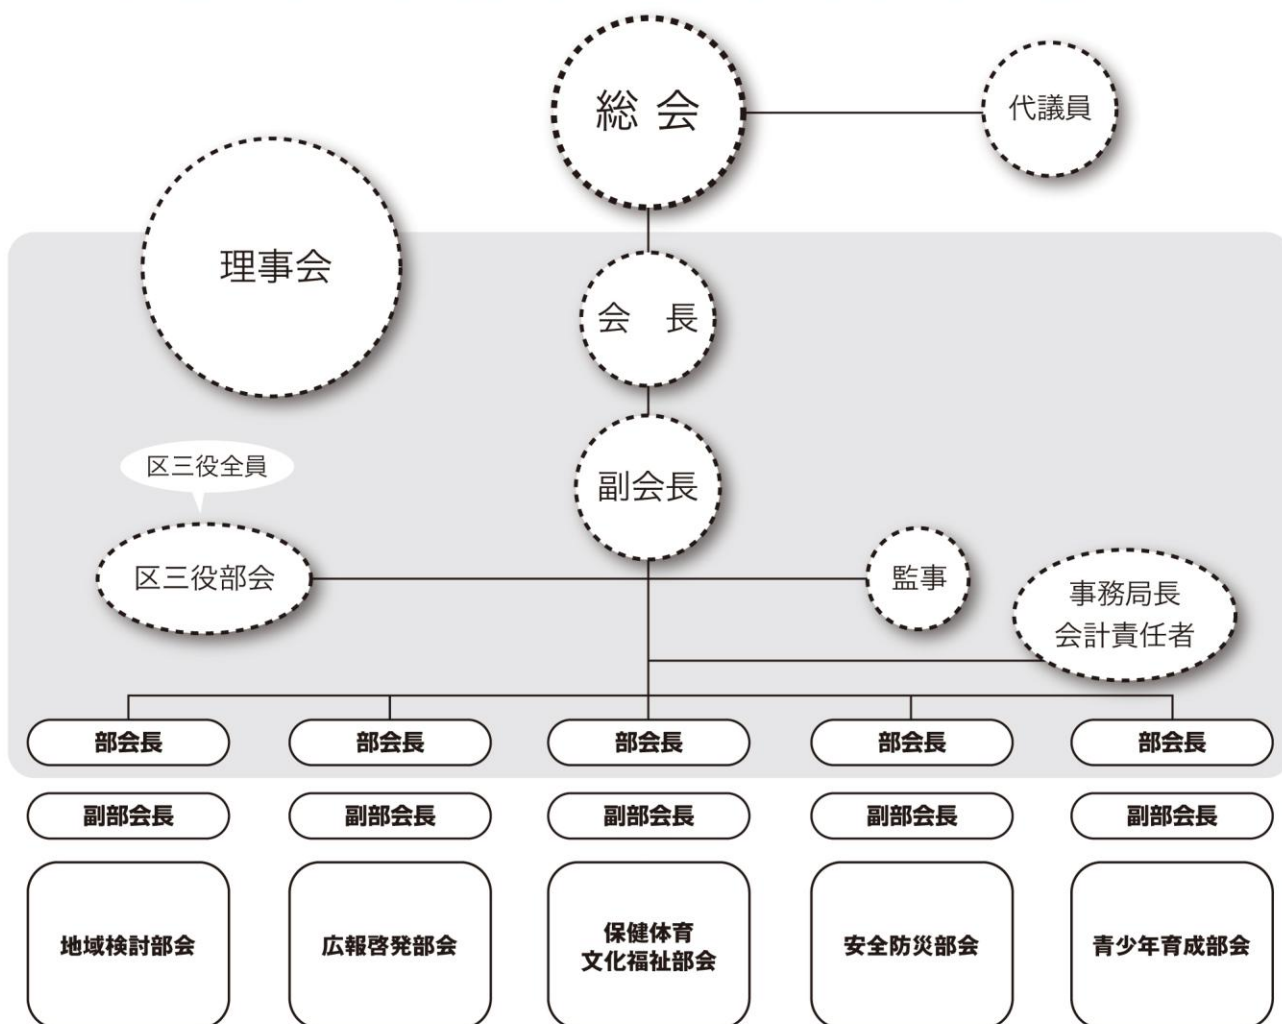 総 会
代議員
理事会
会　長
区三役全員
副会長
区三役部会
監事
事務局長
会計責任者
部会長
部会長
部会長
部会長
部会長
副部会長
副部会長
副部会長
副部会長
副部会長
地域検討部会
広報啓発部会
保健体育
文化福祉部会
安全防災部会
青少年育成部会